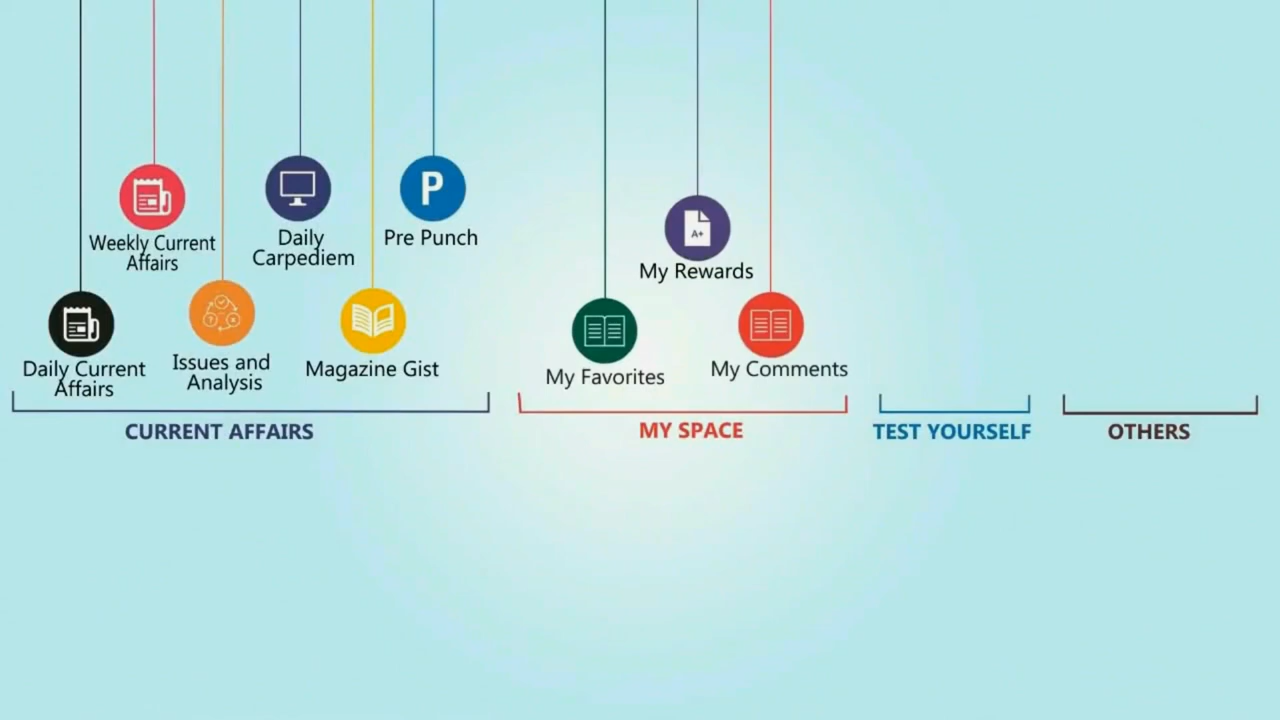 Weekly Current
Affairs
Daily
Carpediem
P
Pre Punch
A+
My Rewards
Daily Current
Affairs
Issues and
Analysis
Magazine Gist
My Favorites
My Comments
CURRENT AFFAIRS
MY SPACE
TEST YOURSELF
OTHERS